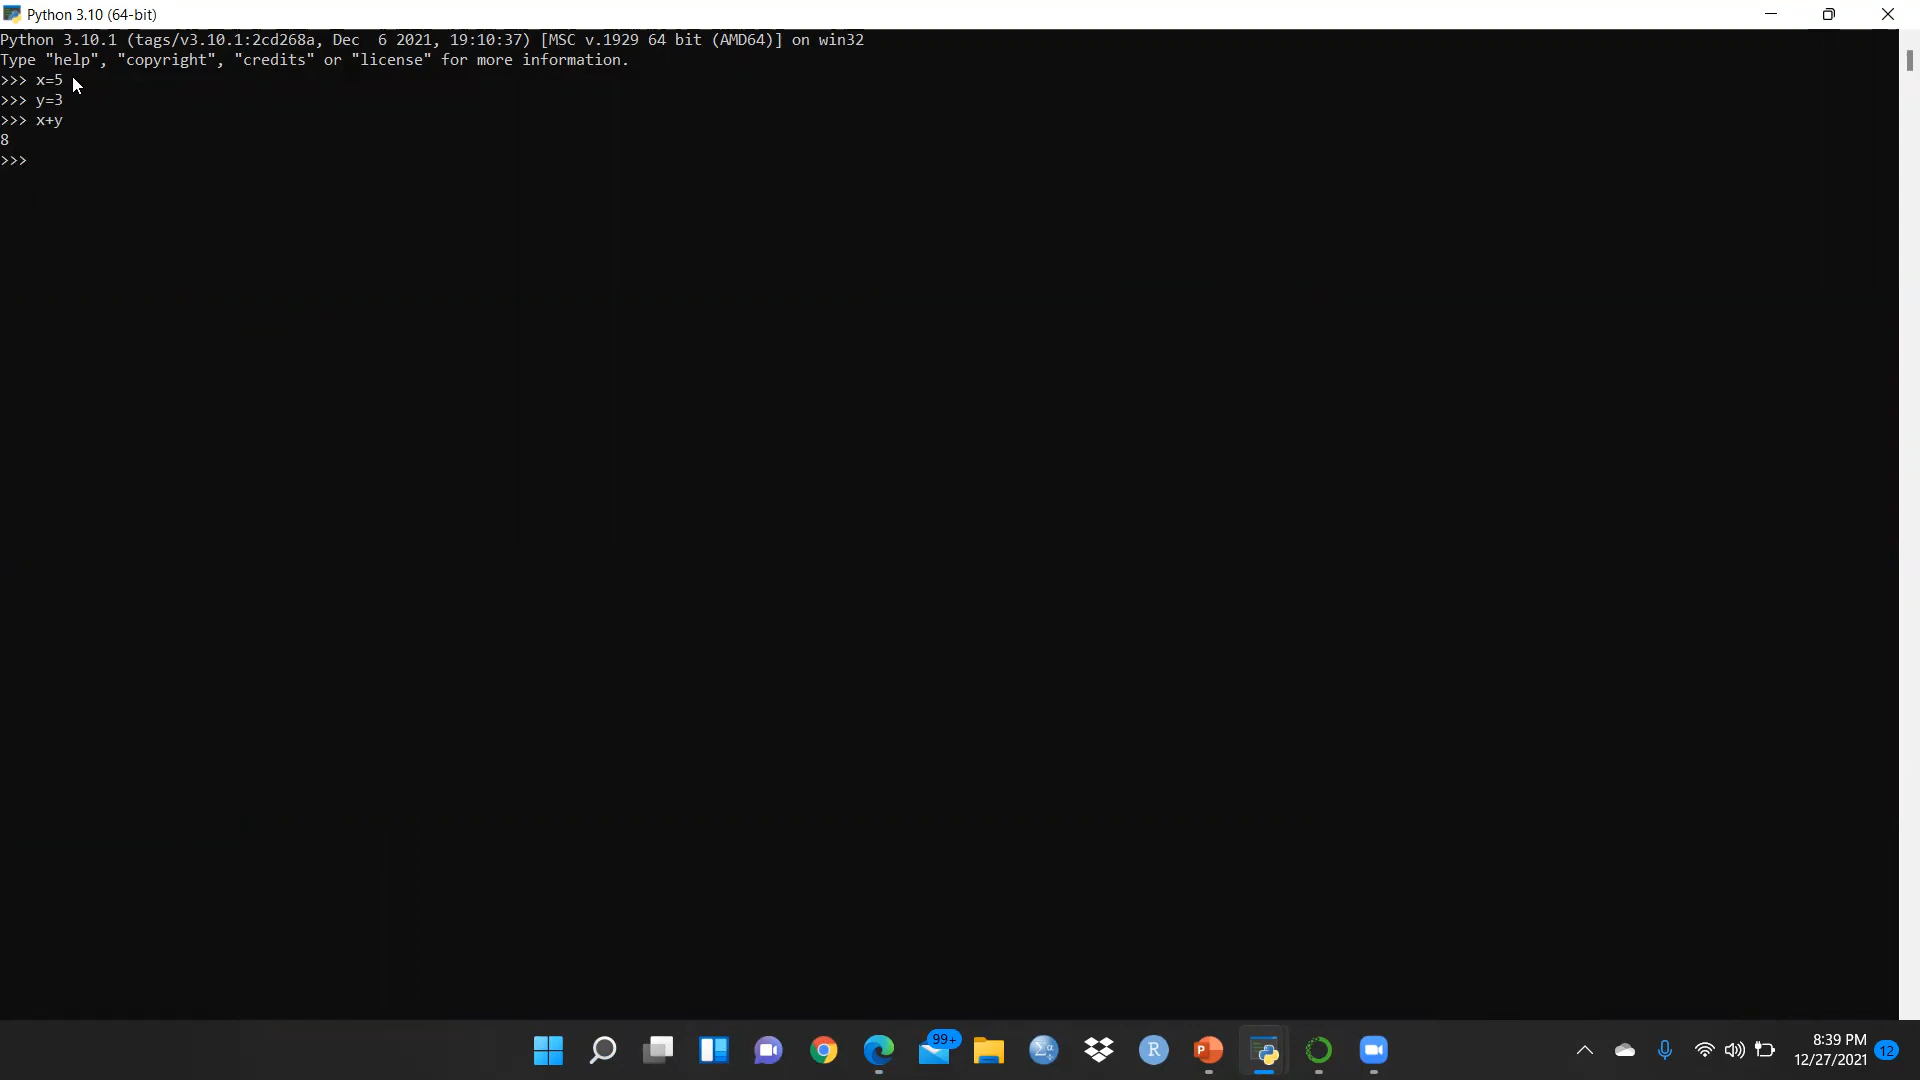 Python 3.10 (64-bit)
Python 3.10.1 (tags/v3.10.1:2cd268a, Dec  6 2021, 19:10:37) [MSC v.1929 64 bit (AMD64)] on win32
Type "help", "copyright", "credits" or "license" for more information.
>>> x=5
>>> y=3
>>> x+y
8
>>>
99+
Σα
R
P
8:39 PM
12/27/2021
12